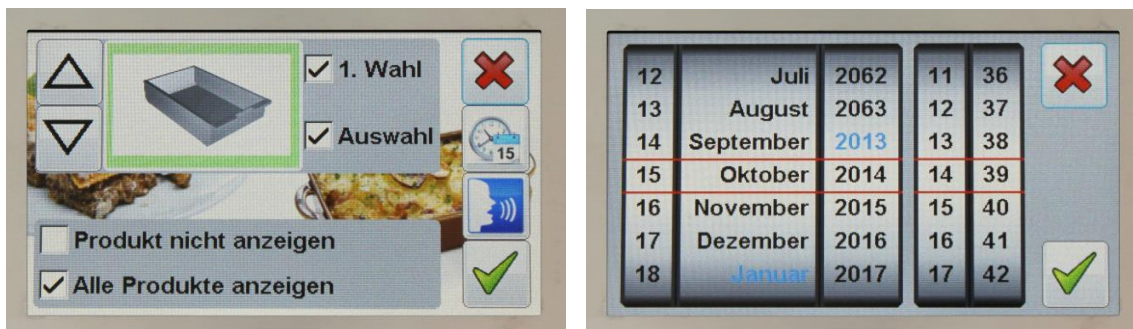 1. Wahl
Auswahl
15
Produkt nicht anzeigen
Alle Produkte anzeigen
12 Juli 2062 11 36
13 August 2063 12 37
14 September 2013 13 38
15 Oktober 2014 14 39
16 November 2015 15 40
17 Dezember 2016 16 41
18 Januar 2017 17 42